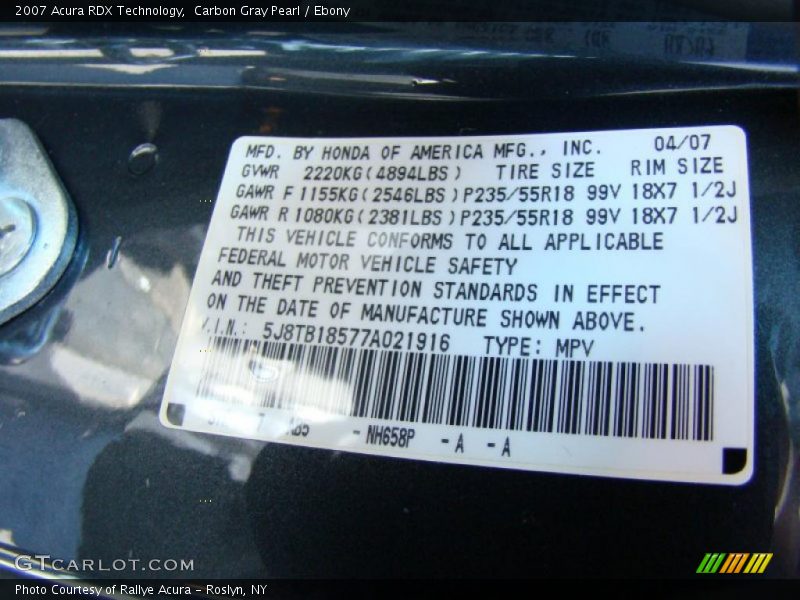 2007 Acura RDX Technology,  Carbon Gray Pearl / Ebony
MFD. BY HONDA OF AMERICA MFG., INC. 04/07
GVWR 2220KG(4894LBS) TIRE SIZE RIM SIZE
GAWR F 1155KG(2546LBS) P235/55R18 99V 18X7 1/2J
GAWR R 1080KG(2381LBS) P235/55R18 99V 18X7 1/2J
THIS VEHICLE CONFORMS TO ALL APPLICABLE
FEDERAL MOTOR VEHICLE SAFETY
AND THEFT PREVENTION STANDARDS IN EFFECT
ON THE DATE OF MANUFACTURE SHOWN ABOVE.
V.I.N.: 5J8TB18577A021916 TYPE: MPV
- NH658P - A - A
GTCARLOT.COM
Photo Courtesy of Rallye Acura – Roslyn, NY